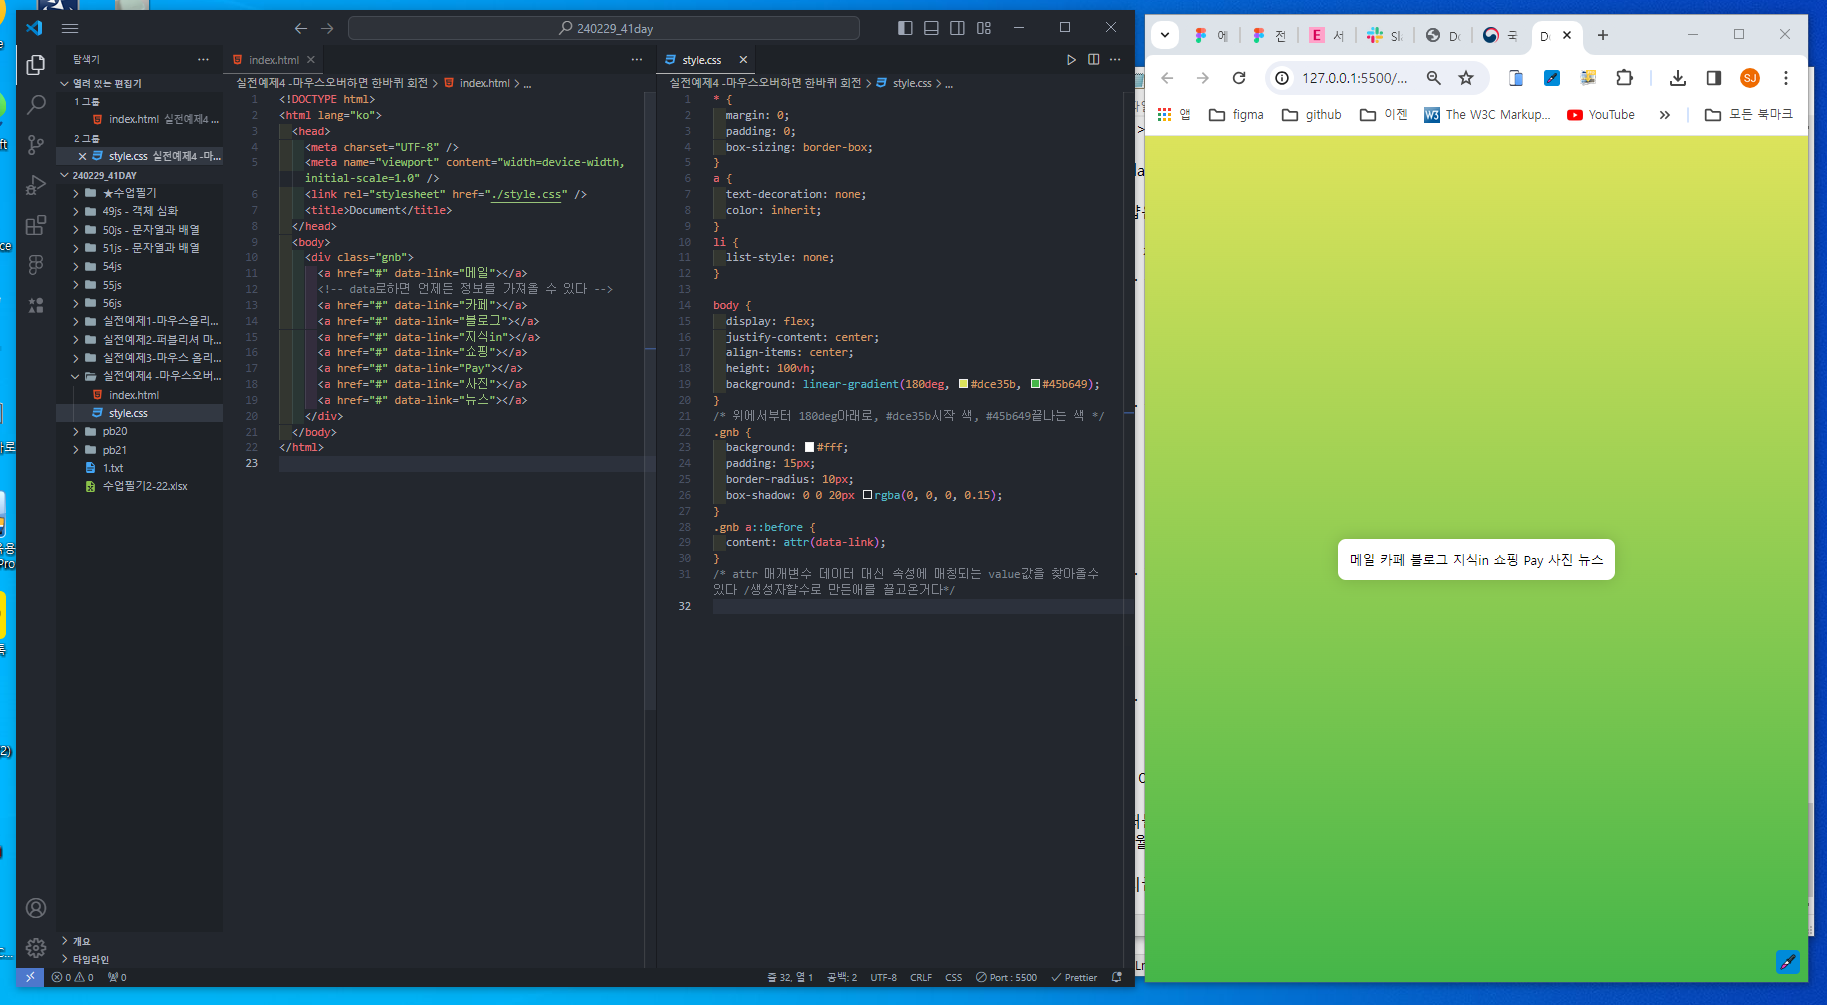 240229_41day
탐색기
열려 있는 편집기
1 그룹
index.html 실전예제4 ...
2 그룹
style.css 실전예제4 -마...
240229_41DAY
★수업필기
49js - 객체 심화
50js - 문자열과 배열
51js - 문자열과 배열
54js
55js
56js
실전예제1-마우스올리...
실전예제2-퍼블리셔 마...
실전예제3-마우스 올리...
실전예제4 -마우스오버...
index.html
style.css
pb20
pb21
1.txt
수업필기2-22.xlsx
개요
타임라인
index.html
실전예제4 -마우스오버하면 한바퀴 회전 > index.html > ...
1 <!DOCTYPE html>
2 <html lang="ko">
3 <head>
4 <meta charset="UTF-8" />
5 <meta name="viewport" content="width=device-width,
initial-scale=1.0" />
6 <link rel="stylesheet" href="./style.css" />
7 <title>Document</title>
8 </head>
9 <body>
10 <div class="gnb">
11 <a href="#" data-link="메일"></a>
12 <!-- data로하면 언제든 정보를 가져올 수 있다 -->
13 <a href="#" data-link="카페"></a>
14 <a href="#" data-link="블로그"></a>
15 <a href="#" data-link="지식in"></a>
16 <a href="#" data-link="쇼핑"></a>
17 <a href="#" data-link="Pay"></a>
18 <a href="#" data-link="사진"></a>
19 <a href="#" data-link="뉴스"></a>
20 </div>
21 </body>
22 </html>
23
style.css
실전예제4 -마우스오버하면 한바퀴 회전 > style.css > ...
1 * {
2 margin: 0;
3 padding: 0;
4 box-sizing: border-box;
5 }
6 a {
7 text-decoration: none;
8 color: inherit;
9 }
10 li {
11 list-style: none;
12 }
13
14 body {
15 display: flex;
16 justify-content: center;
17 align-items: center;
18 height: 100vh;
19 background: linear-gradient(180deg, #dce35b, #45b649);
20 }
21 /* 위에서부터 180deg아래로, #dce35b시작 색, #45b649끝나는 색 */
22 .gnb {
23 background: #fff;
24 padding: 15px;
25 border-radius: 10px;
26 box-shadow: 0 0 20px rgba(0, 0, 0, 0.15);
27 }
28 .gnb a::before {
29 content: attr(data-link);
30 }
31 /* attr 매개변수 데이터 대신 속성에 매칭되는 value값을 찾아올수
있다 /생성자할수로 만든애를 끌고온거다*/
32
0 0 0
줄 32, 열 1 공백: 2 UTF-8 CRLF CSS Port : 5500 Prettier
에 전 E 서 Sl Do 국 D
127.0.0.1:5500/... SJ
앱 figma github 이젠 W3 The W3C Markup... YouTube 모든 북마크
메일 카페 블로그 지식in 쇼핑 Pay 사진 뉴스